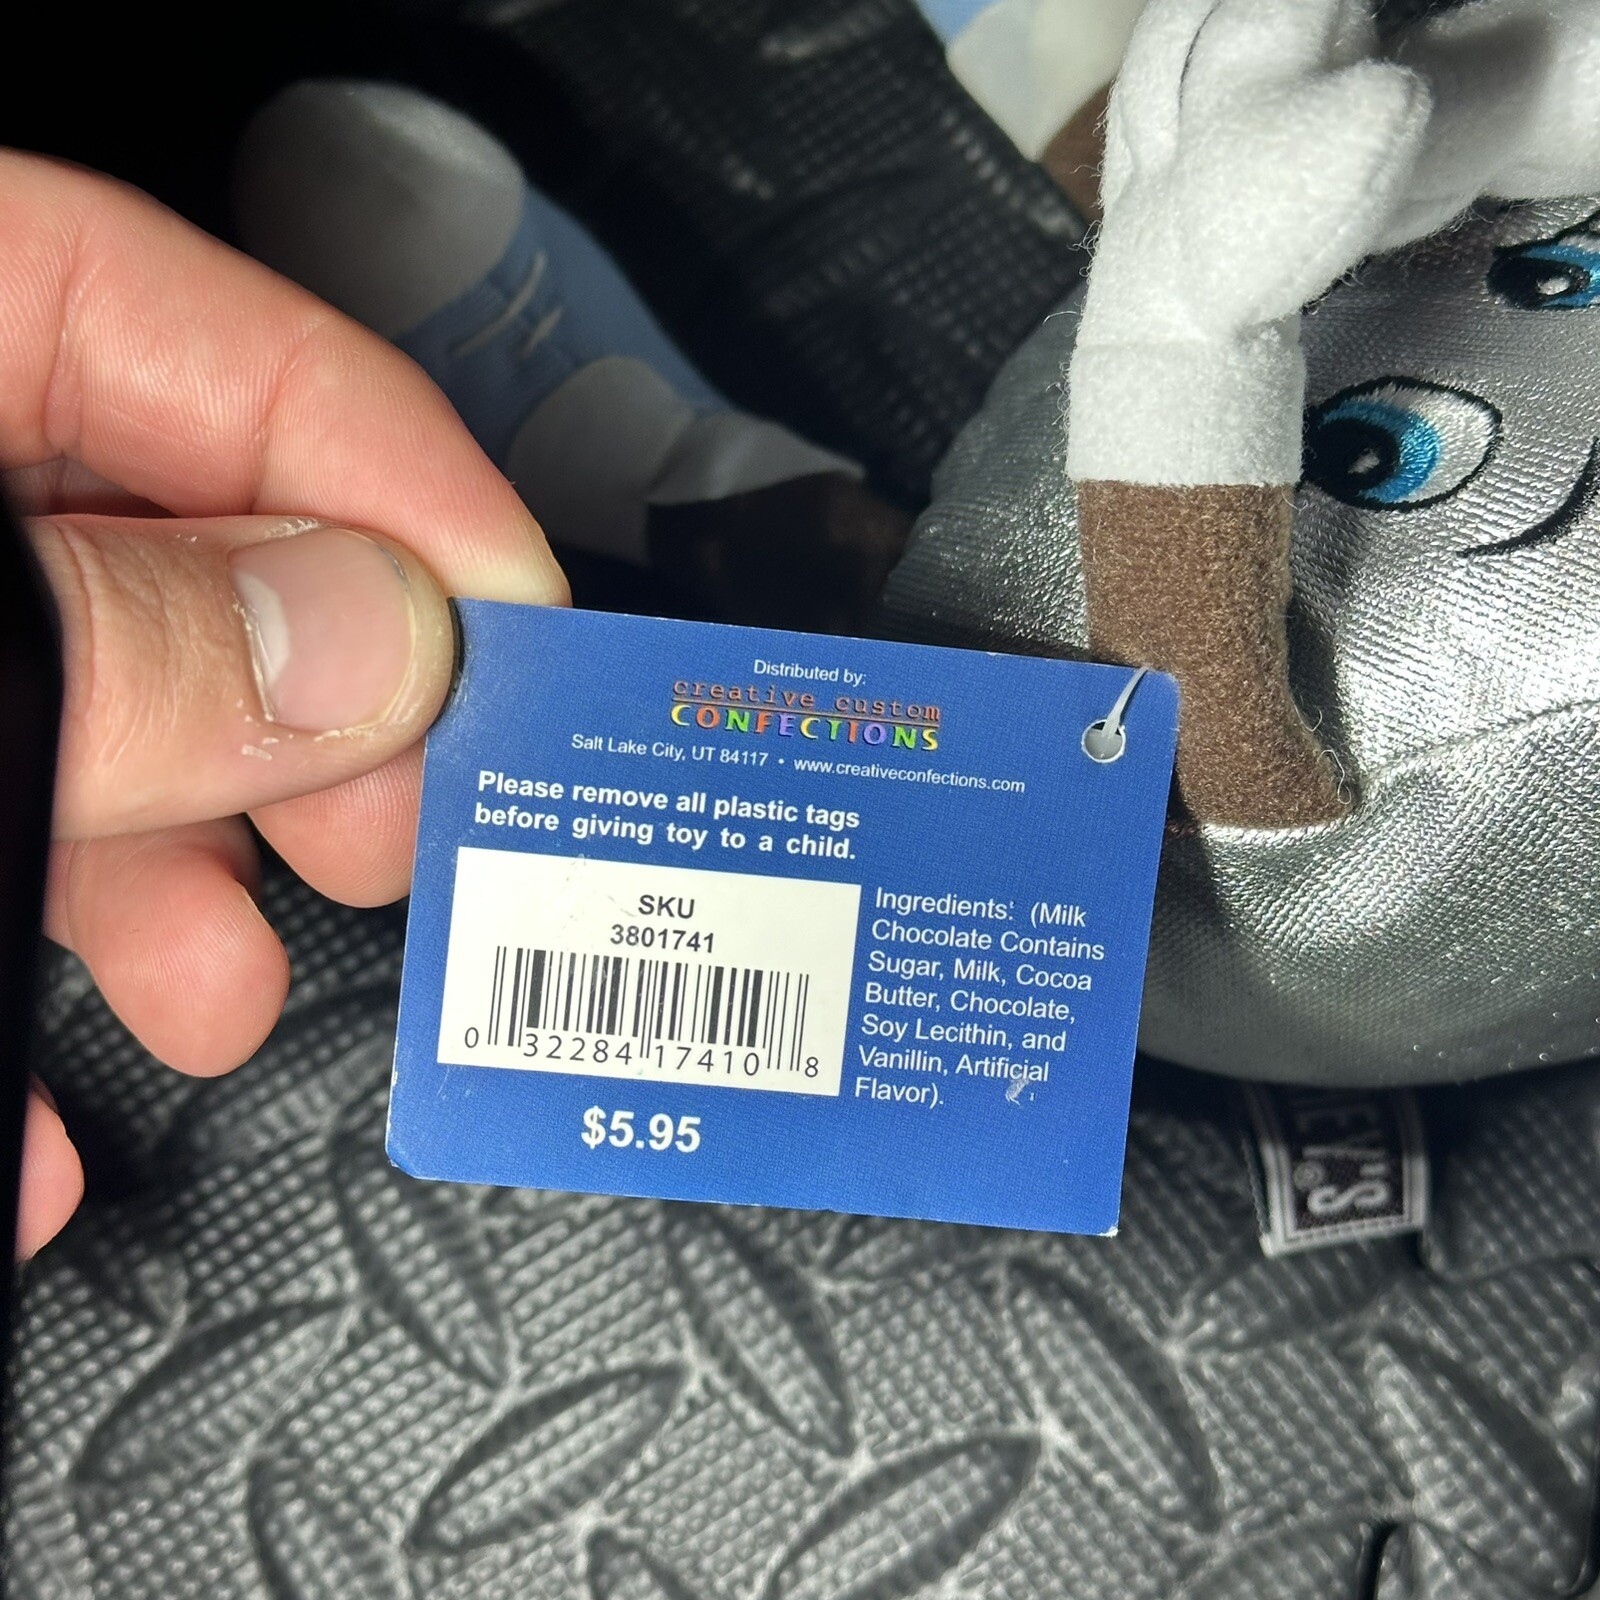 Distributed by:
creative custom
CONFECTIONS
Salt Lake City, UT 84117 • www.creativeconfections.com
Please remove all plastic tags
before giving toy to a child.
SKU
3801741
0 32284 17410 8
$5.95
Ingredients: (Milk
Chocolate Contains
Sugar, Milk, Cocoa
Butter, Chocolate,
Soy Lecithin, and
Vanillin, Artificial
Flavor).